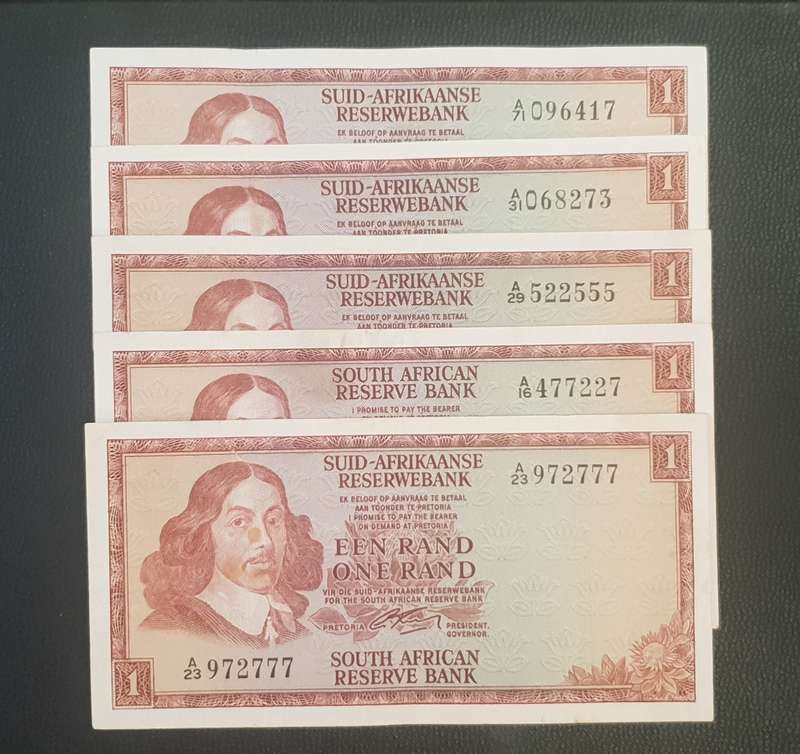 SUID-AFRIKAANSE
RESERWEBANK
A/71 096417
1
EK BELOOF OP AANVRAAG TE BETAAL
AAN TOONDER TE PRETORIA
SUID-AFRIKAANSE
RESERWEBANK
A/31 068273
1
EK BELOOF OP AANVRAAG TE BETAAL
AAN TOONDER TE PRETORIA
SUID-AFRIKAANSE
RESERWEBANK
A/29 522555
1
EK BELOOF OP AANVRAAG TE BETAAL
AAN TOONDER TE PRETORIA
SOUTH AFRICAN
RESERVE BANK
A/16 477227
1
I PROMISE TO PAY THE BEARER
ON DEMAND AT PRETORIA
SUID-AFRIKAANSE
RESERWEBANK
A/23 972777
1
EK BELOOF OP AANVRAAG TE BETAAL
AAN TOONDER TE PRETORIA
I PROMISE TO PAY THE BEARER
ON DEMAND AT PRETORIA
EEN RAND
ONE RAND
VIR DIE SUID-AFRIKAANSE RESERWEBANK
FOR THE SOUTH AFRICAN RESERVE BANK
PRETORIA
PRESIDENT.
GOVERNOR.
A/23 972777
SOUTH AFRICAN
RESERVE BANK
1